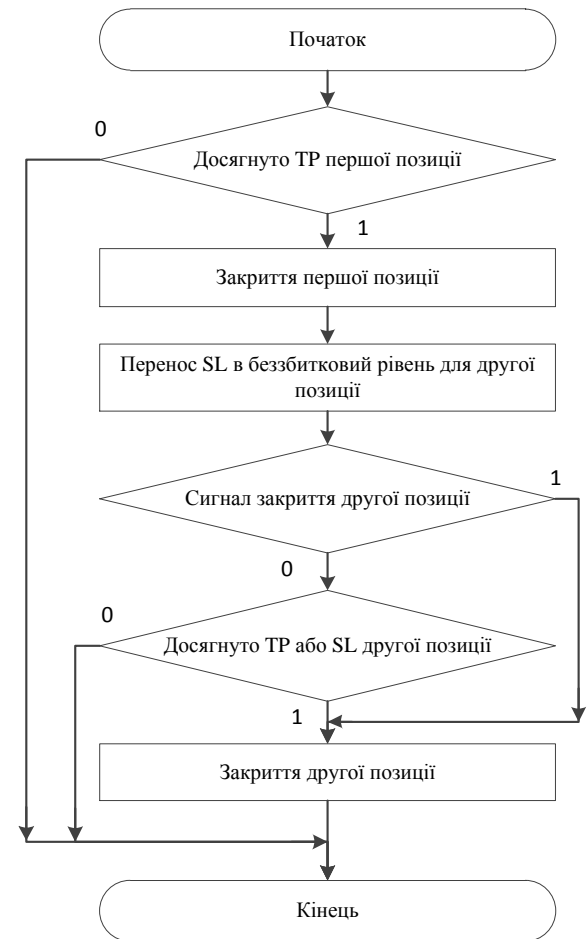 Початок
0
Досягнуто TP першої позиції
1
Закриття першої позиції
Перенос SL в беззбитковий рівень для другої
позиції
1
Сигнал закриття другої позиції
0
0
Досягнуто TP або SL другої позиції
1
Закриття другої позиції
Кінець